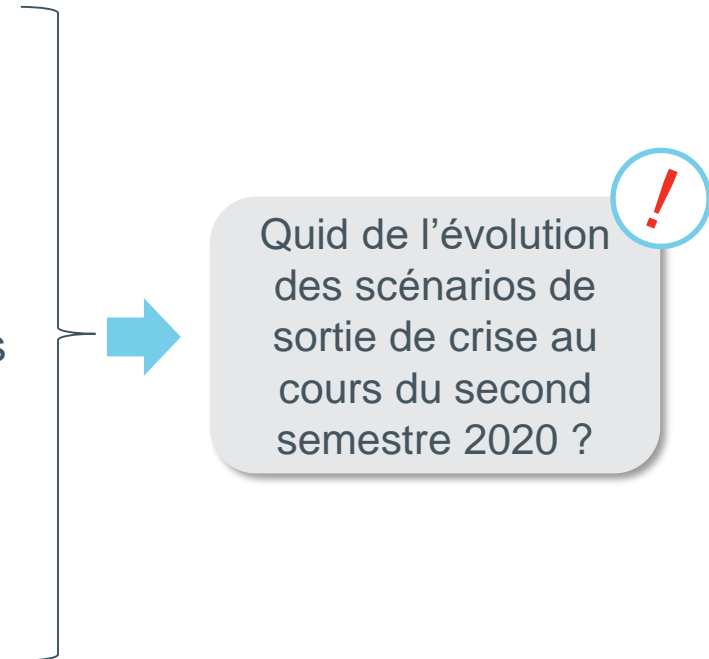 !
Quid de l’évolution
des scénarios de
sortie de crise au
cours du second
semestre 2020 ?
s